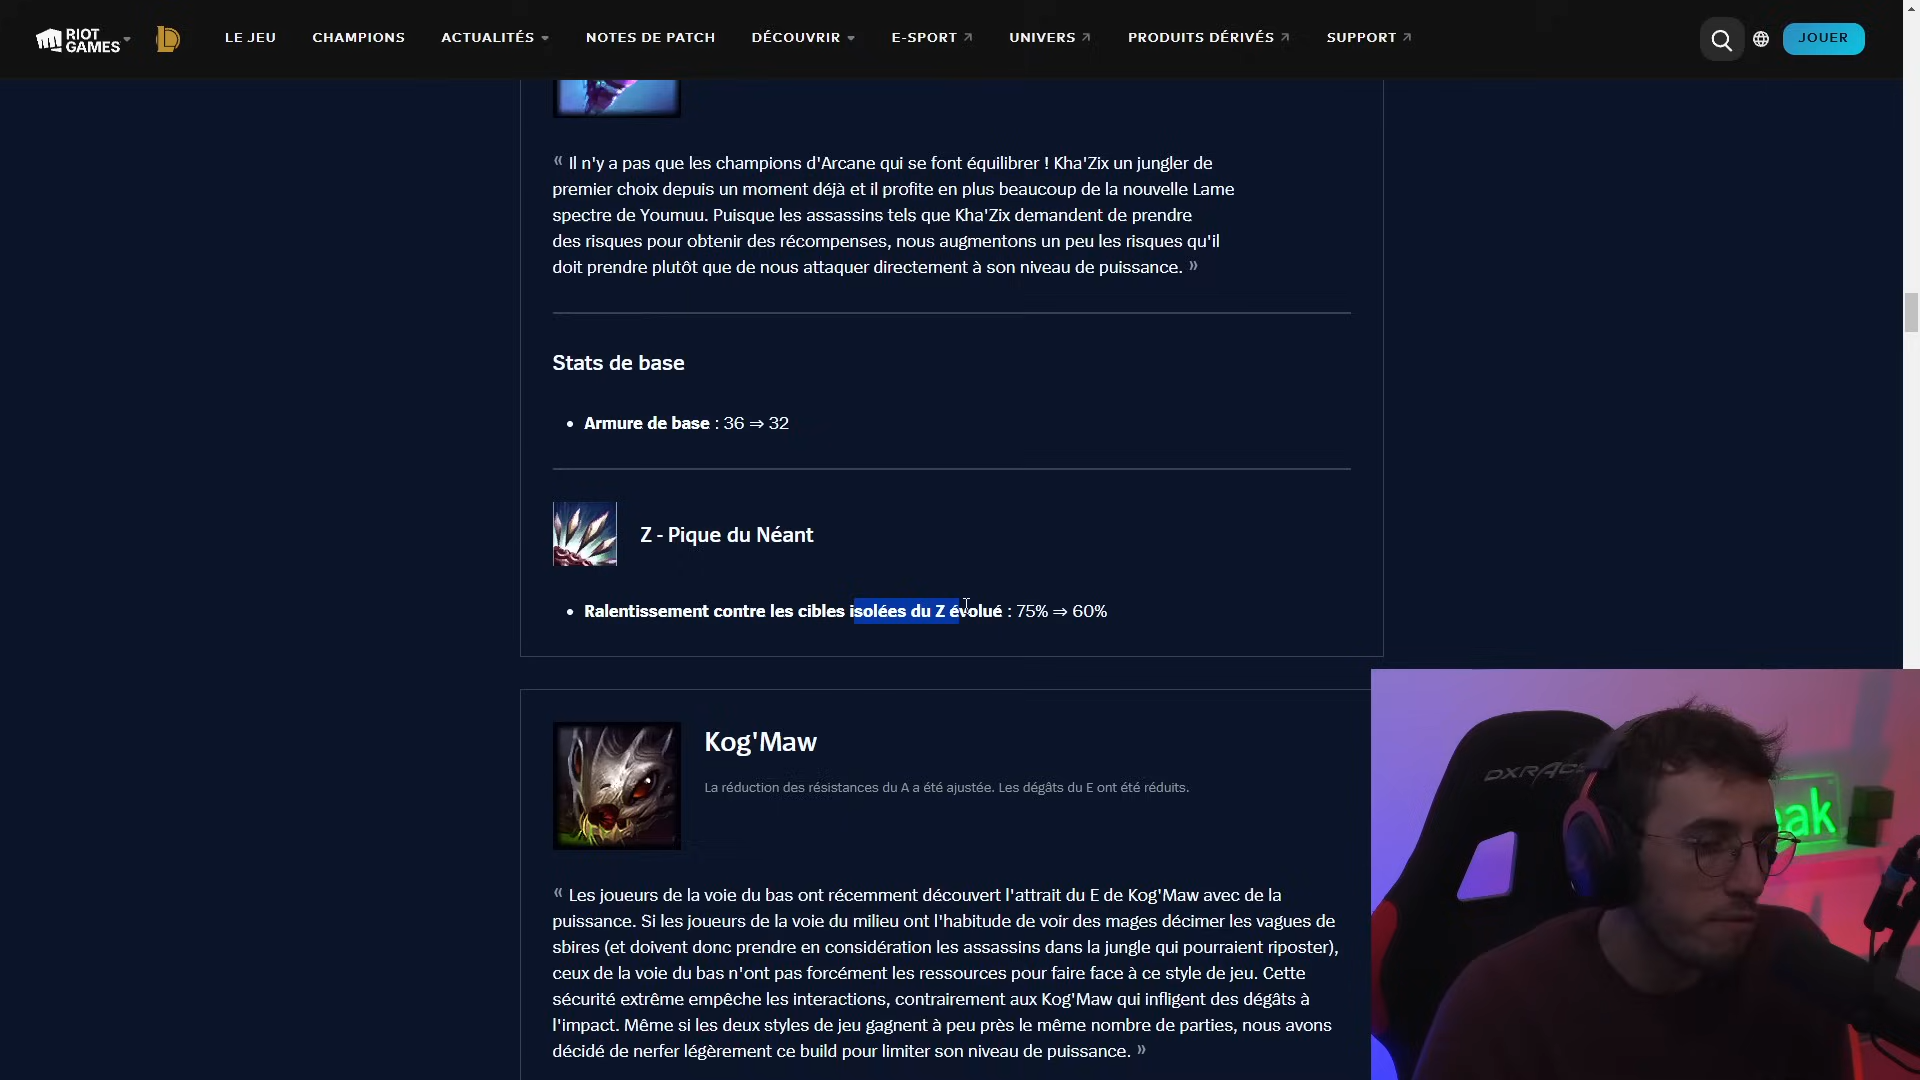 RIOT GAMES
LE JEU CHAMPIONS ACTUALITÉS NOTES DE PATCH DÉCOUVRIR E-SPORT UNIVERS PRODUITS DÉRIVÉS SUPPORT JOUER
« Il n'y a pas que les champions d'Arcane qui se font équilibrer ! Kha'Zix un jungler de
premier choix depuis un moment déjà et il profite en plus beaucoup de la nouvelle Lame
spectre de Youmuu. Puisque les assassins tels que Kha'Zix demandent de prendre
des risques pour obtenir des récompenses, nous augmentons un peu les risques qu'il
doit prendre plutôt que de nous attaquer directement à son niveau de puissance. »
Stats de base
• Armure de base : 36 ⇒ 32
Z - Pique du Néant
• Ralentissement contre les cibles isolées du Z évolué : 75% ⇒ 60%
Kog'Maw
La réduction des résistances du A a été ajustée. Les dégâts du E ont été réduits.
« Les joueurs de la voie du bas ont récemment découvert l'attrait du E de Kog'Maw avec de la
puissance. Si les joueurs de la voie du milieu ont l'habitude de voir des mages décimer les vagues de
sbires (et doivent donc prendre en considération les assassins dans la jungle qui pourraient riposter),
ceux de la voie du bas n'ont pas forcément les ressources pour faire face à ce style de jeu. Cette
sécurité extrême empêche les interactions, contrairement aux Kog'Maw qui infligent des dégâts à
l'impact. Même si les deux styles de jeu gagnent à peu près le même nombre de parties, nous avons
décidé de nerfer légèrement ce build pour limiter son niveau de puissance. »